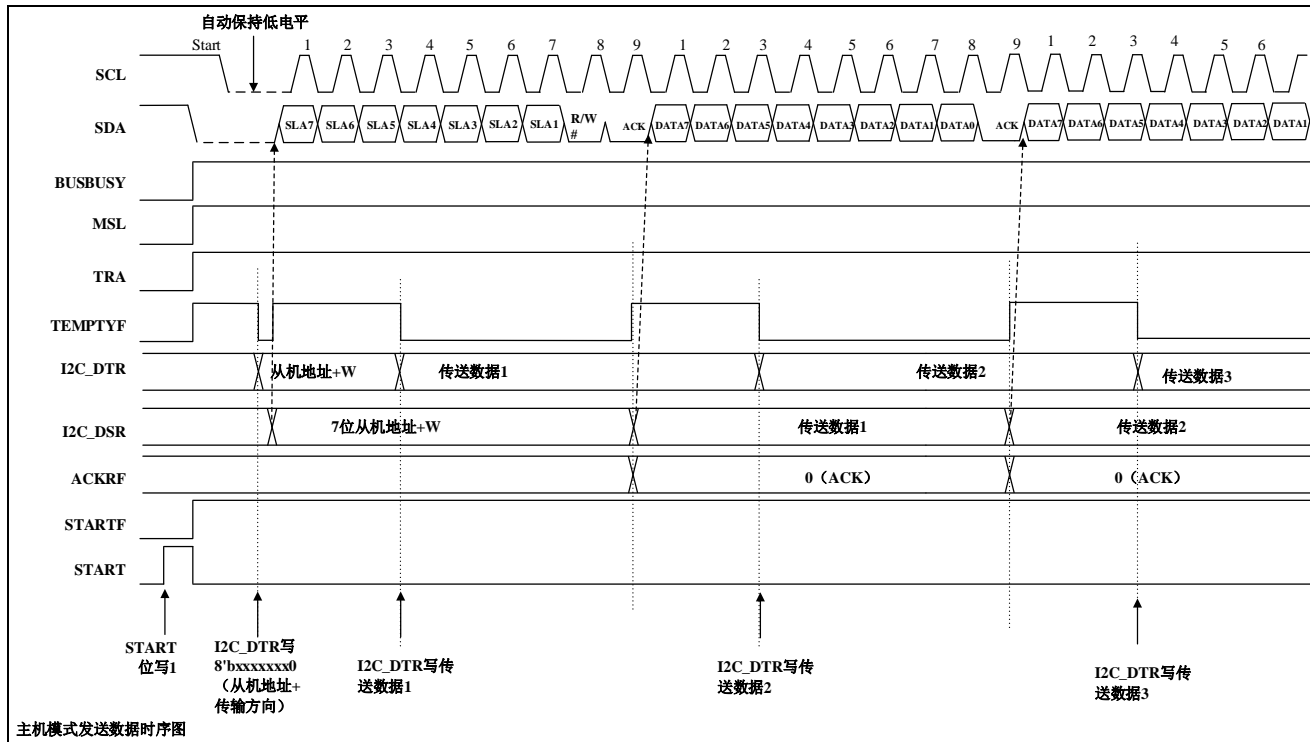 自动保持低电平
Start 1 2 3 4 5 6 7 8 9 1 2 3 4 5 6 7 8 9 1 2 3 4 5 6
SCL
SDA SLA7 SLA6 SLA5 SLA4 SLA3 SLA2 SLA1 R/W# ACK DATA7 DATA6 DATA5 DATA4 DATA3 DATA2 DATA1 DATA0 ACK DATA7 DATA6 DATA5 DATA4 DATA3 DATA2 DATA1
BUSBUSY
MSL
TRA
TEMPTYF
I2C_DTR 从机地址+W 传送数据1 传送数据2 传送数据3
I2C_DSR 7位从机地址+W 传送数据1 传送数据2
ACKRF 0（ACK） 0（ACK）
STARTF
START
START
位写1
I2C_DTR写
8'bxxxxxxx0
（从机地址+
传输方向）
I2C_DTR写传
送数据1
I2C_DTR写传
送数据2
I2C_DTR写传
送数据3
主机模式发送数据时序图